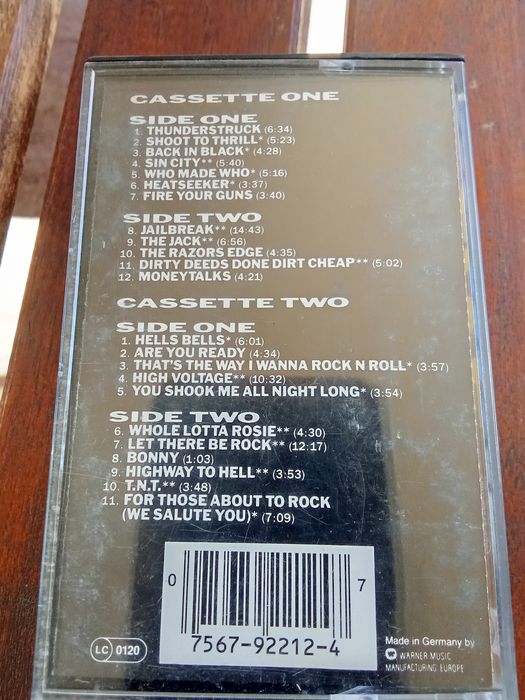 CASSETTE ONE
SIDE ONE
1. THUNDERSTRUCK (6:34)
2. SHOOT TO THRILL* (5:23)
3. BACK IN BLACK* (4:28)
4. SIN CITY** (5:40)
5. WHO MADE WHO* (5:16)
6. HEATSEEKER* (3:37)
7. FIRE YOUR GUNS (3:40)
SIDE TWO
8. JAILBREAK** (14:43)
9. THE JACK** (6:56)
10. THE RAZORS EDGE (4:35)
11. DIRTY DEEDS DONE DIRT CHEAP** (5:02)
12. MONEYTALKS (4:21)
CASSETTE TWO
SIDE ONE
1. HELLS BELLS* (6:01)
2. ARE YOU READY (4:34)
3. THAT'S THE WAY I WANNA ROCK N ROLL* (3:57)
4. HIGH VOLTAGE** (10:32)
5. YOU SHOOK ME ALL NIGHT LONG* (3:54)
SIDE TWO
6. WHOLE LOTTA ROSIE** (4:30)
7. LET THERE BE ROCK** (12:17)
8. BONNY (1:03)
9. HIGHWAY TO HELL** (3:53)
10. T.N.T.** (3:48)
11. FOR THOSE ABOUT TO ROCK
(WE SALUTE YOU)* (7:09)
0 7
7567-92212-4
LC 0120
Made in Germany by
WARNER MUSIC
MANUFACTURING EUROPE